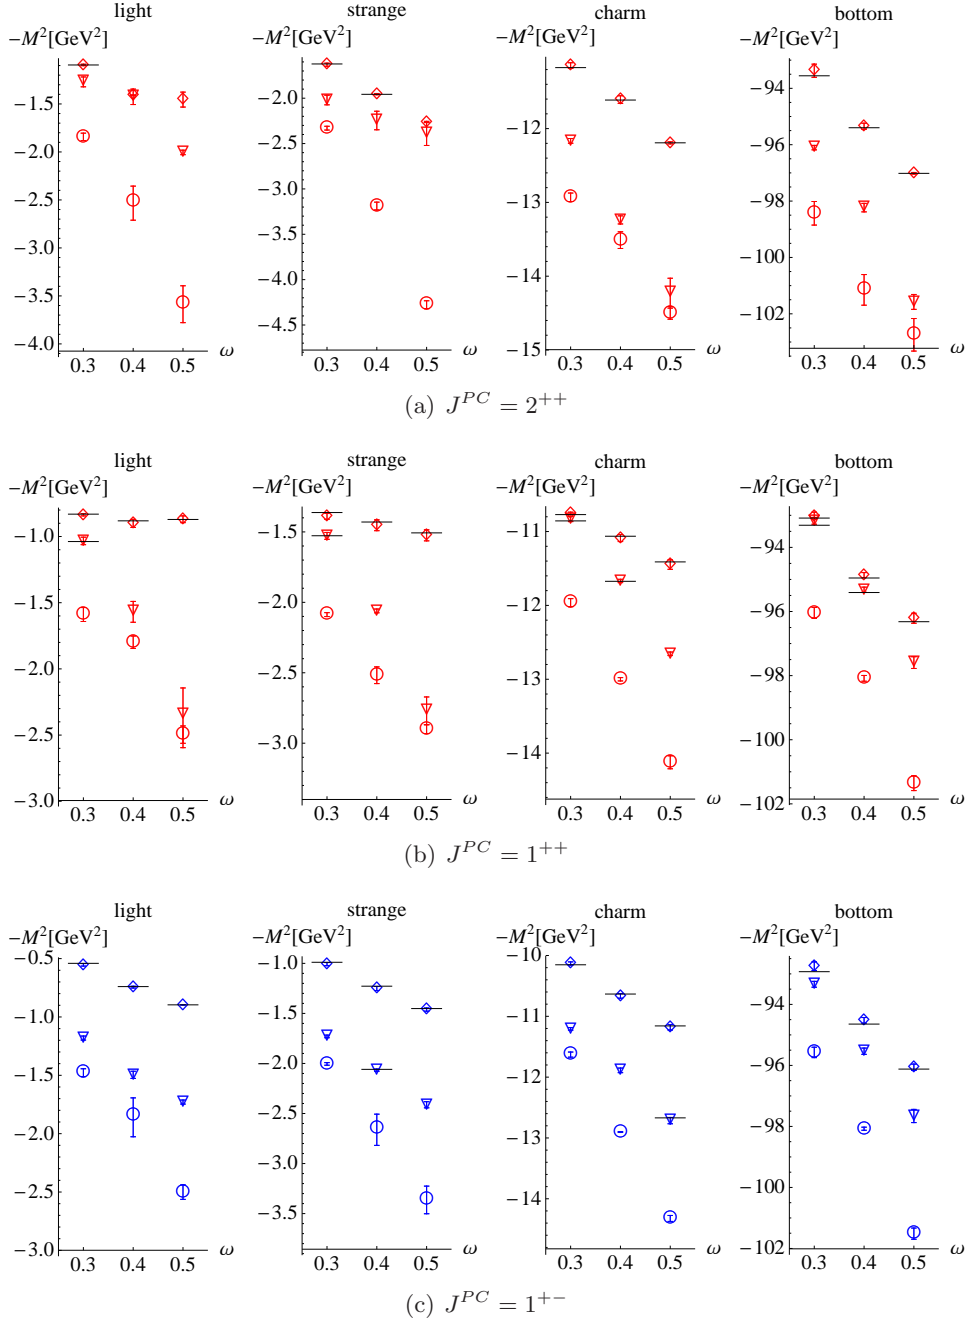 light strange charm bottom
−M²[GeV²] −M²[GeV²] −M²[GeV²] −M²[GeV²]
−1.5 −2.0 −2.5 −3.0 −3.5 −4.0
0.3 0.4 0.5 ω
−2.0 −2.5 −3.0 −3.5 −4.0 −4.5
0.3 0.4 0.5 ω
−12 −13 −14 −15
0.3 0.4 0.5 ω
−94 −96 −98 −100 −102
0.3 0.4 0.5 ω
(a) J^{PC} = 2^{++}
light strange charm bottom
−M²[GeV²] −M²[GeV²] −M²[GeV²] −M²[GeV²]
−1.0 −1.5 −2.0 −2.5 −3.0
0.3 0.4 0.5 ω
−1.5 −2.0 −2.5 −3.0
0.3 0.4 0.5 ω
−11 −12 −13 −14
0.3 0.4 0.5 ω
−94 −96 −98 −100 −102
0.3 0.4 0.5 ω
(b) J^{PC} = 1^{++}
light strange charm bottom
−M²[GeV²] −M²[GeV²] −M²[GeV²] −M²[GeV²]
−0.5 −1.0 −1.5 −2.0 −2.5 −3.0
0.3 0.4 0.5 ω
−1.0 −1.5 −2.0 −2.5 −3.0 −3.5
0.3 0.4 0.5 ω
−10 −11 −12 −13 −14
0.3 0.4 0.5 ω
−94 −96 −98 −100 −102
0.3 0.4 0.5 ω
(c) J^{PC} = 1^{+−}